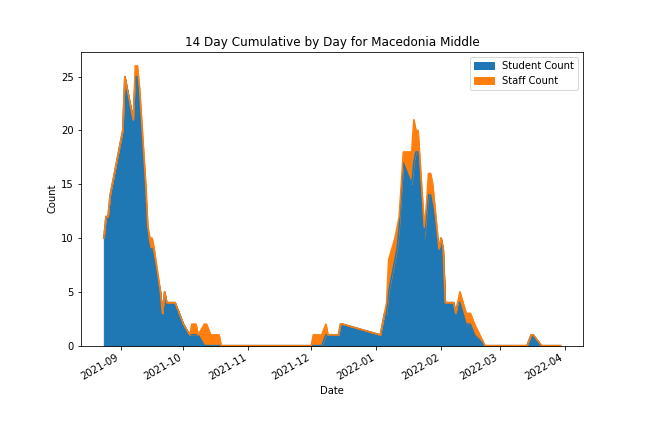 14 Day Cumulative by Day for Macedonia Middle
Student Count
Staff Count
Count
25
20
15
10
5
0
2021-09
2021-10
2021-11
2021-12
2022-01
2022-02
2022-03
2022-04
Date